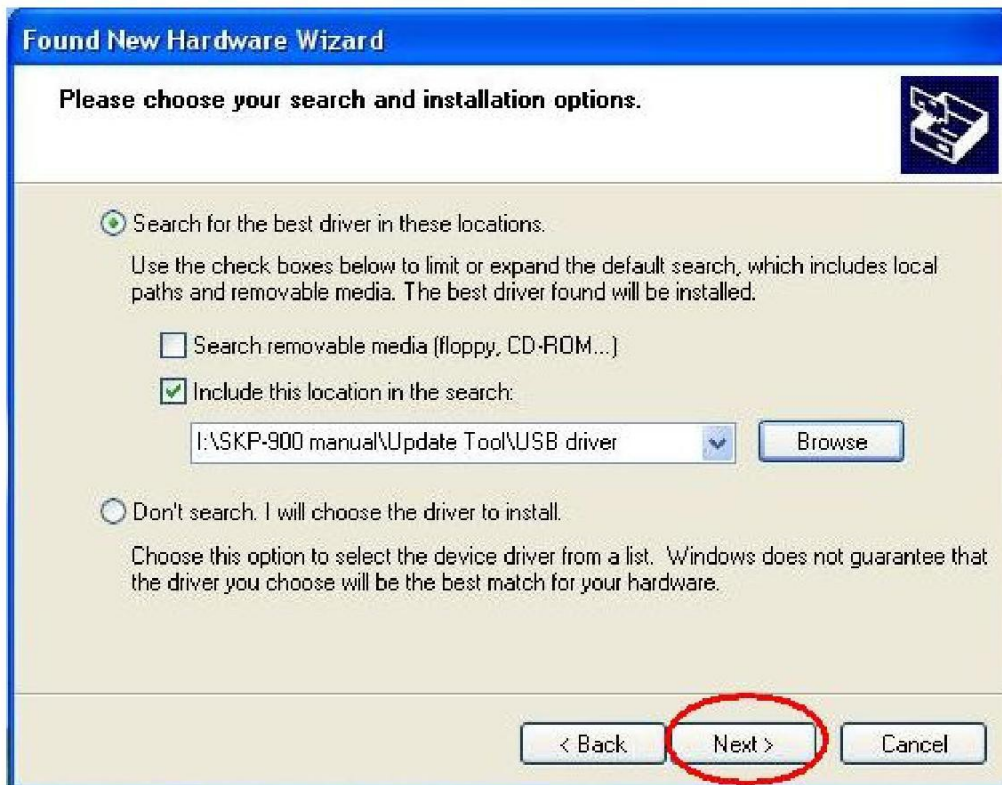 Found New Hardware Wizard
Please choose your search and installation options.
Search for the best driver in these locations.
Use the check boxes below to limit or expand the default search, which includes local
paths and removable media. The best driver found will be installed.
Search removable media (floppy, CD-ROM...)
Include this location in the search:
I:\SKP-900 manual\Update Tool\USB driver
Browse
Don't search. I will choose the driver to install.
Choose this option to select the device driver from a list. Windows does not guarantee that
the driver you choose will be the best match for your hardware.
< Back
Next >
Cancel